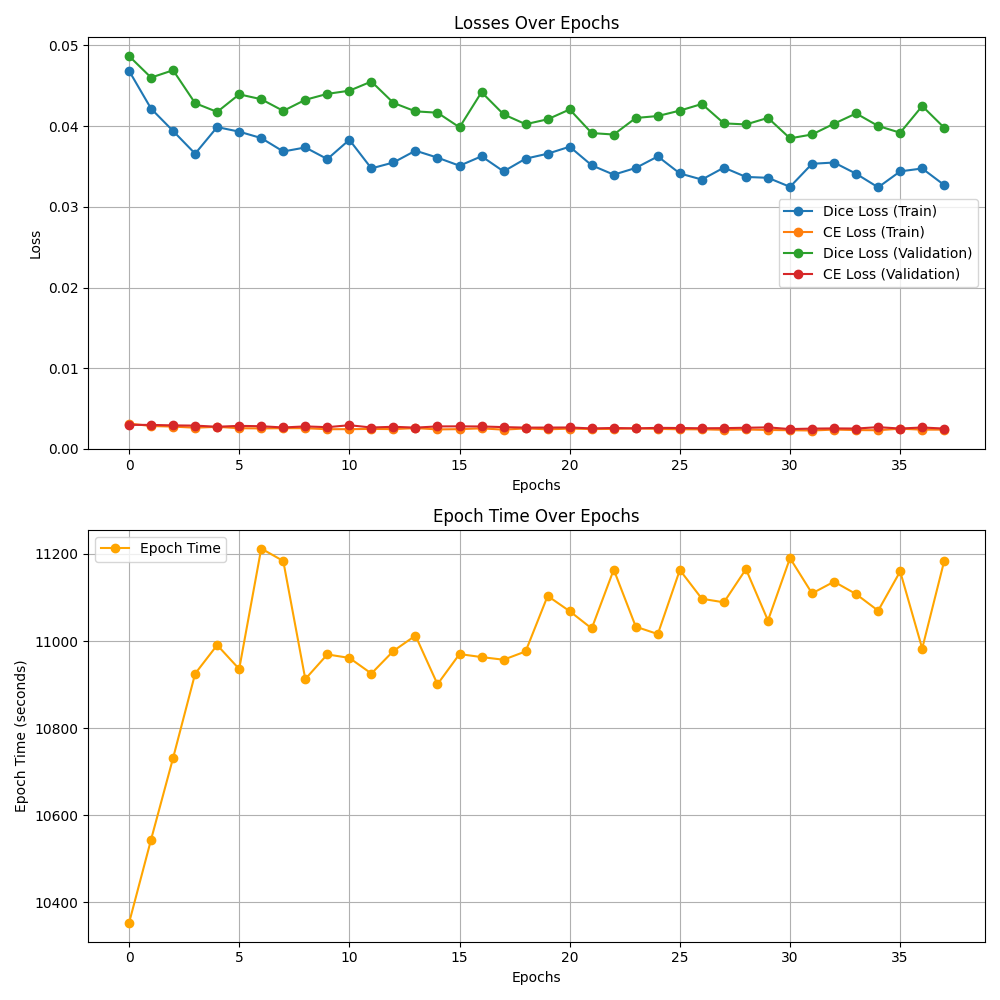 Losses Over Epochs
0.05
0.04
0.03
0.02
0.01
0.00
Loss
Dice Loss (Train)
CE Loss (Train)
Dice Loss (Validation)
CE Loss (Validation)
0 5 10 15 20 25 30 35
Epochs
Epoch Time Over Epochs
Epoch Time
11200
11000
10800
10600
10400
Epoch Time (seconds)
0 5 10 15 20 25 30 35
Epochs